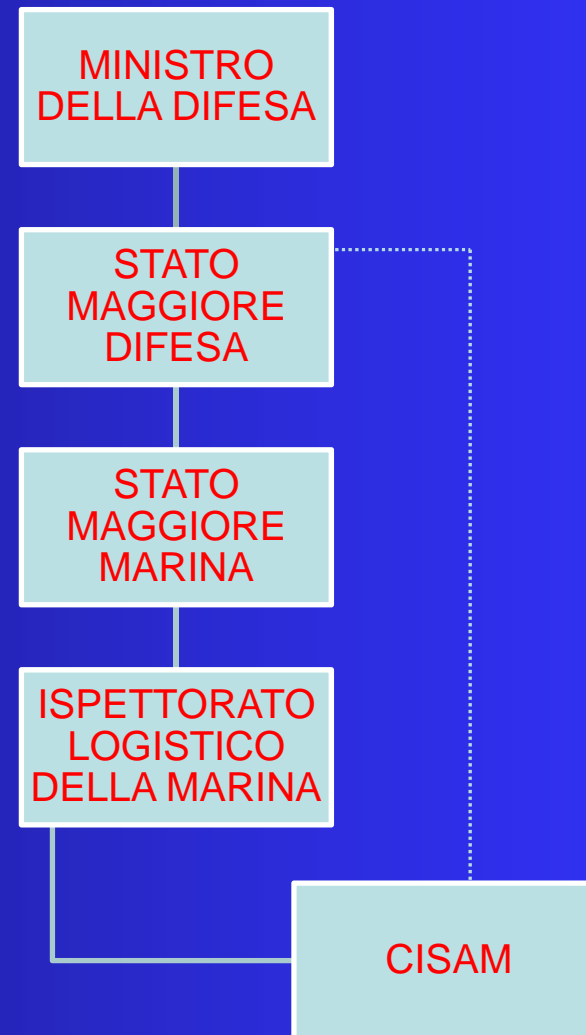 MINISTRO
DELLA DIFESA
STATO
MAGGIORE
DIFESA
STATO
MAGGIORE
MARINA
ISPETTORATO
LOGISTICO
DELLA MARINA
CISAM